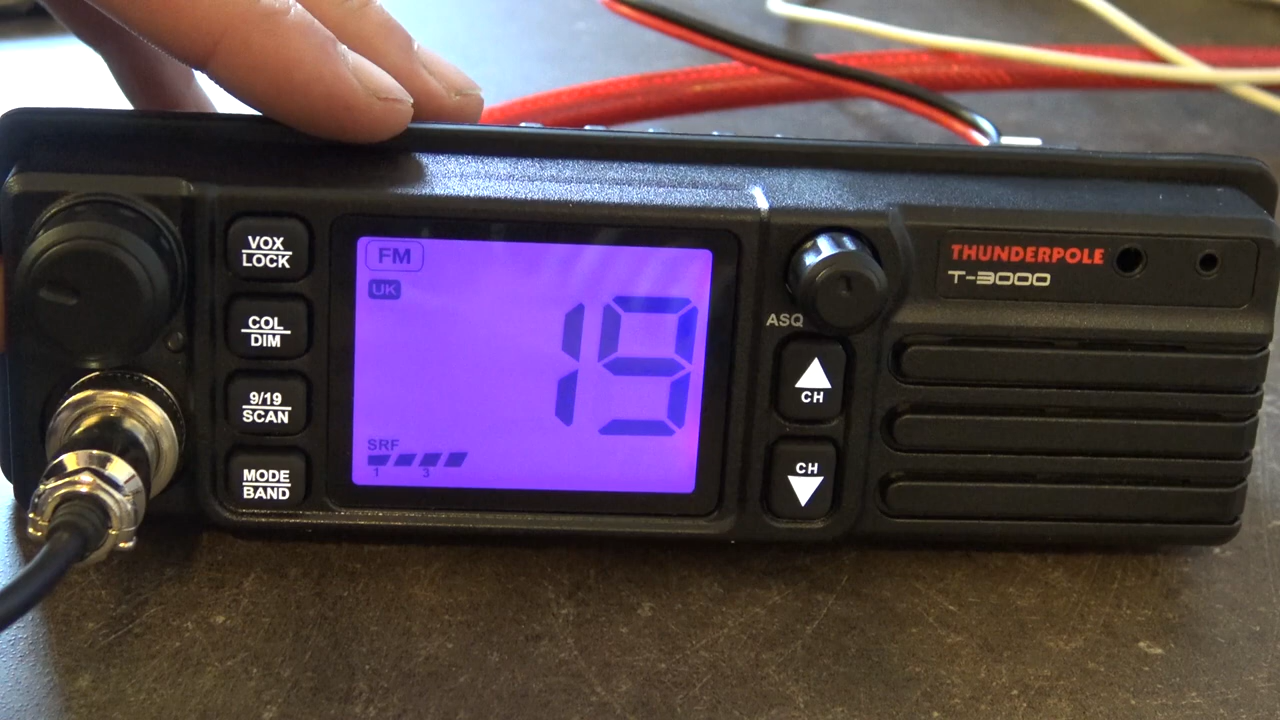 VOX
LOCK
COL
DIM
9/19
SCAN
MODE
BAND
FM
UK
19
SRF
1 3
ASQ
CH
CH
THUNDERPOLE
T-3000